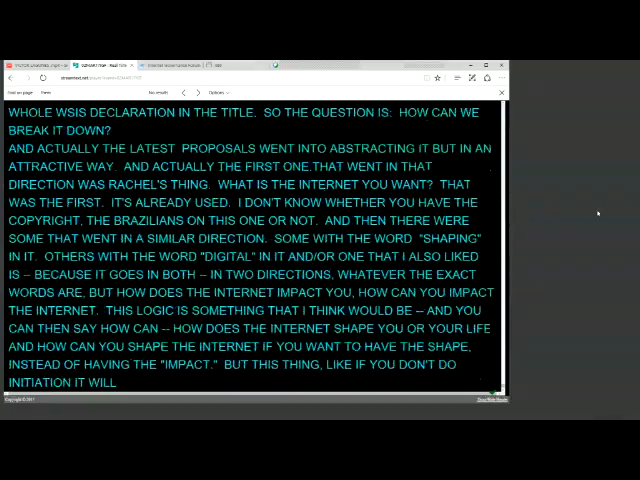 streamtext.net
Find on page
No results
Options
WHOLE WSIS DECLARATION IN THE TITLE. SO THE QUESTION IS: HOW CAN WE
BREAK IT DOWN?
AND ACTUALLY THE LATEST PROPOSALS WENT INTO ABSTRACTING IT BUT IN AN
ATTRACTIVE WAY. AND ACTUALLY THE FIRST ONE.THAT WENT IN THAT
DIRECTION WAS RACHEL'S THING. WHAT IS THE INTERNET YOU WANT? THAT
WAS THE FIRST. IT'S ALREADY USED. I DON'T KNOW WHETHER YOU HAVE THE
COPYRIGHT, THE BRAZILIANS ON THIS ONE OR NOT. AND THEN THERE WERE
SOME THAT WENT IN A SIMILAR DIRECTION. SOME WITH THE WORD "SHAPING"
IN IT. OTHERS WITH THE WORD "DIGITAL" IN IT AND/OR ONE THAT I ALSO LIKED
IS -- BECAUSE IT GOES IN BOTH -- IN TWO DIRECTIONS, WHATEVER THE EXACT
WORDS ARE, BUT HOW DOES THE INTERNET IMPACT YOU, HOW CAN YOU IMPACT
THE INTERNET. THIS LOGIC IS SOMETHING THAT I THINK WOULD BE -- AND YOU
CAN THEN SAY HOW CAN -- HOW DOES THE INTERNET SHAPE YOU OR YOUR LIFE
AND HOW CAN YOU SHAPE THE INTERNET IF YOU WANT TO HAVE THE SHAPE,
INSTEAD OF HAVING THE "IMPACT." BUT THIS THING, LIKE IF YOU DON'T DO
INITIATION IT WILL